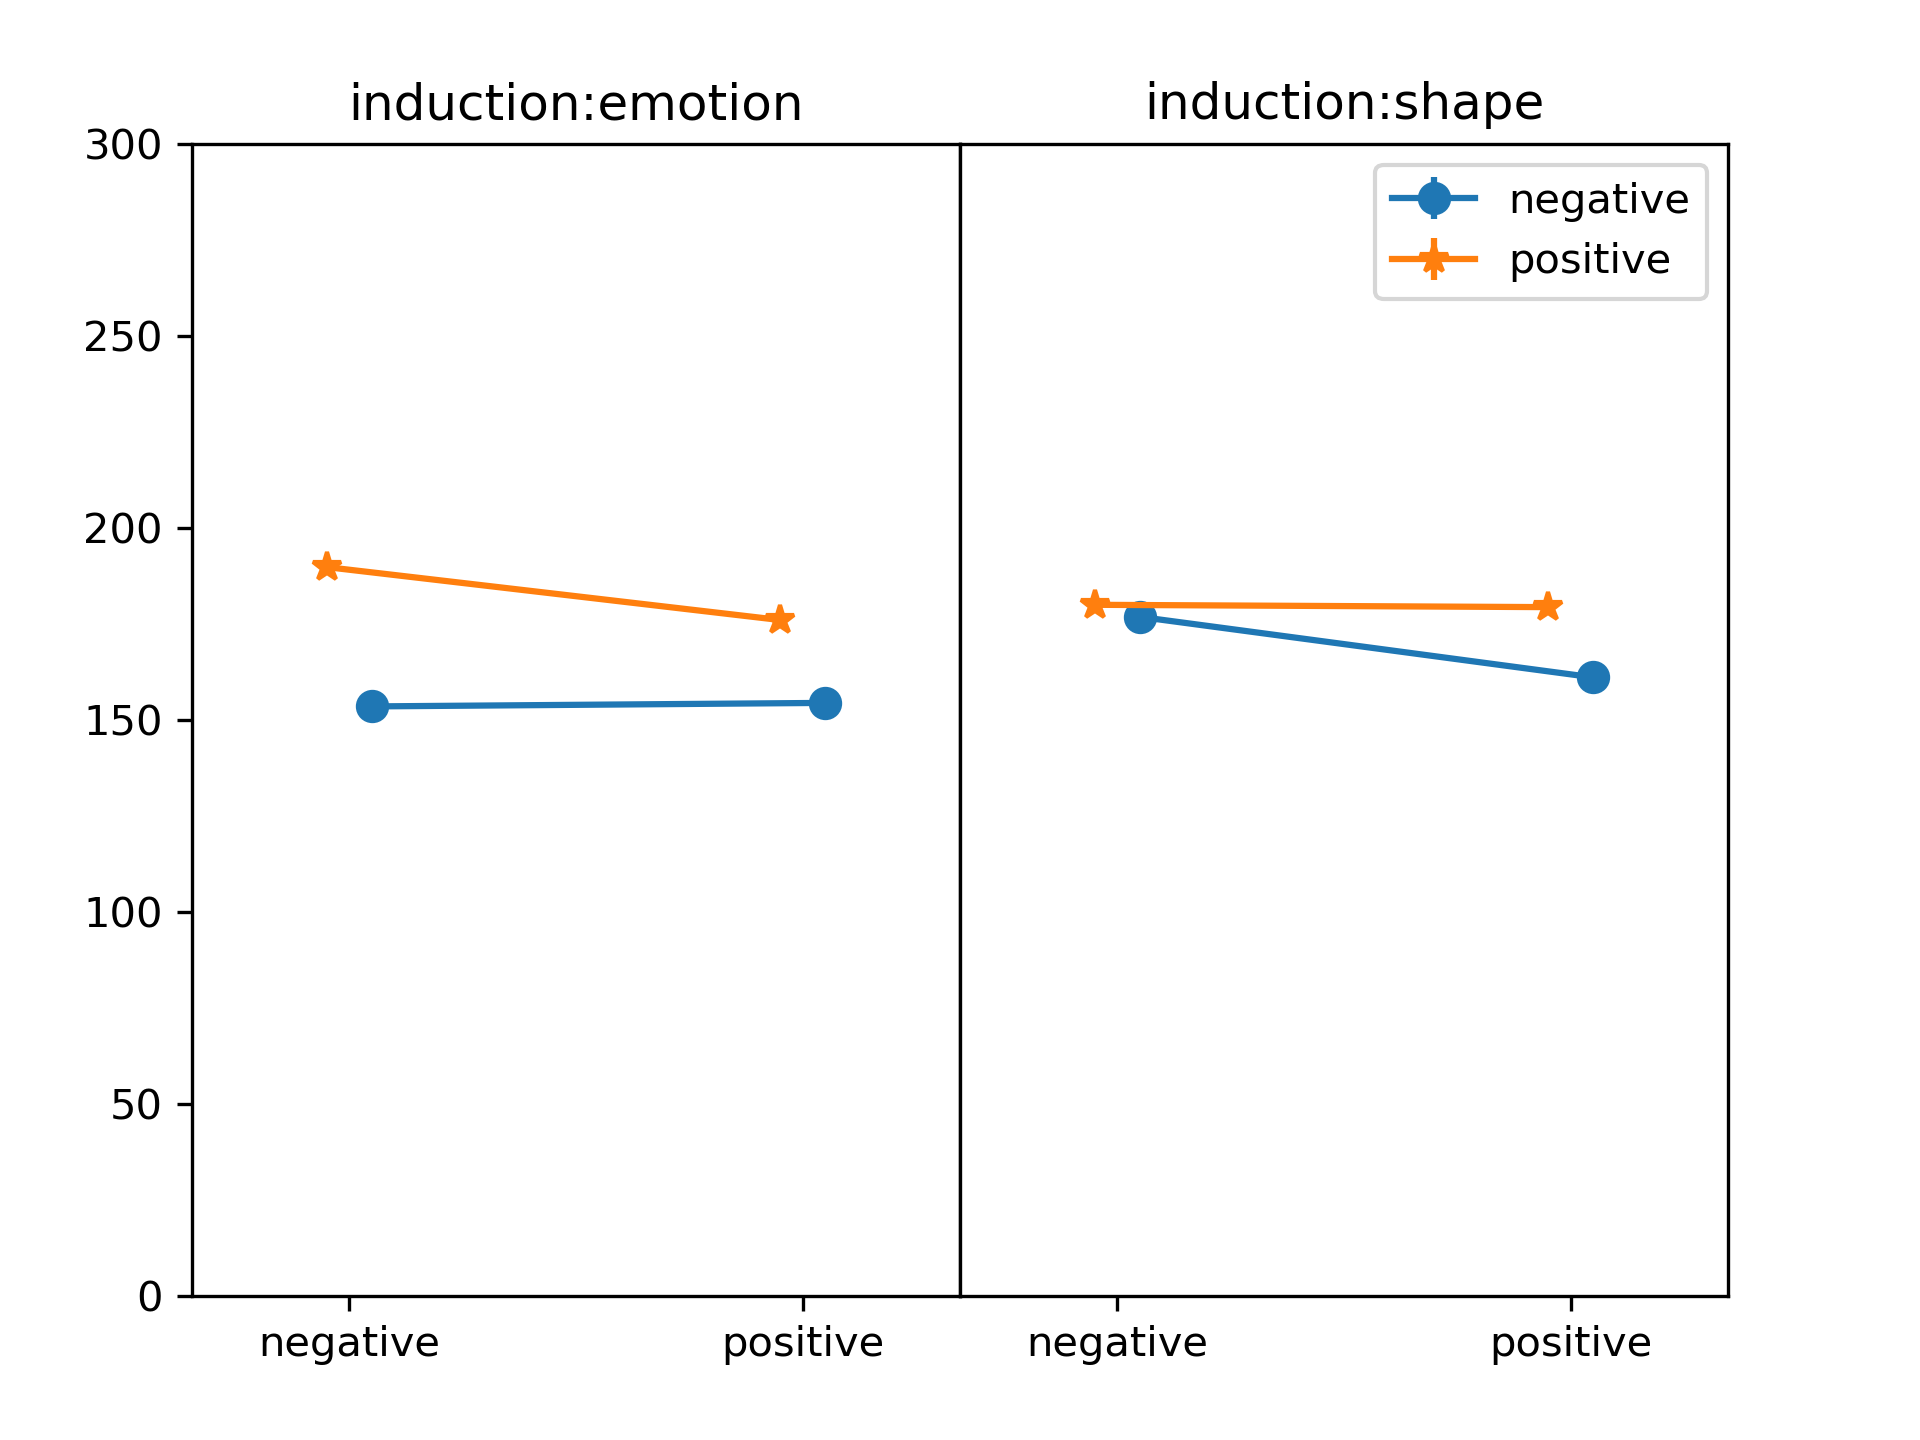 induction:emotion
induction:shape
300
250
200
150
100
50
0
negative
positive
negative
positive
negative
positive